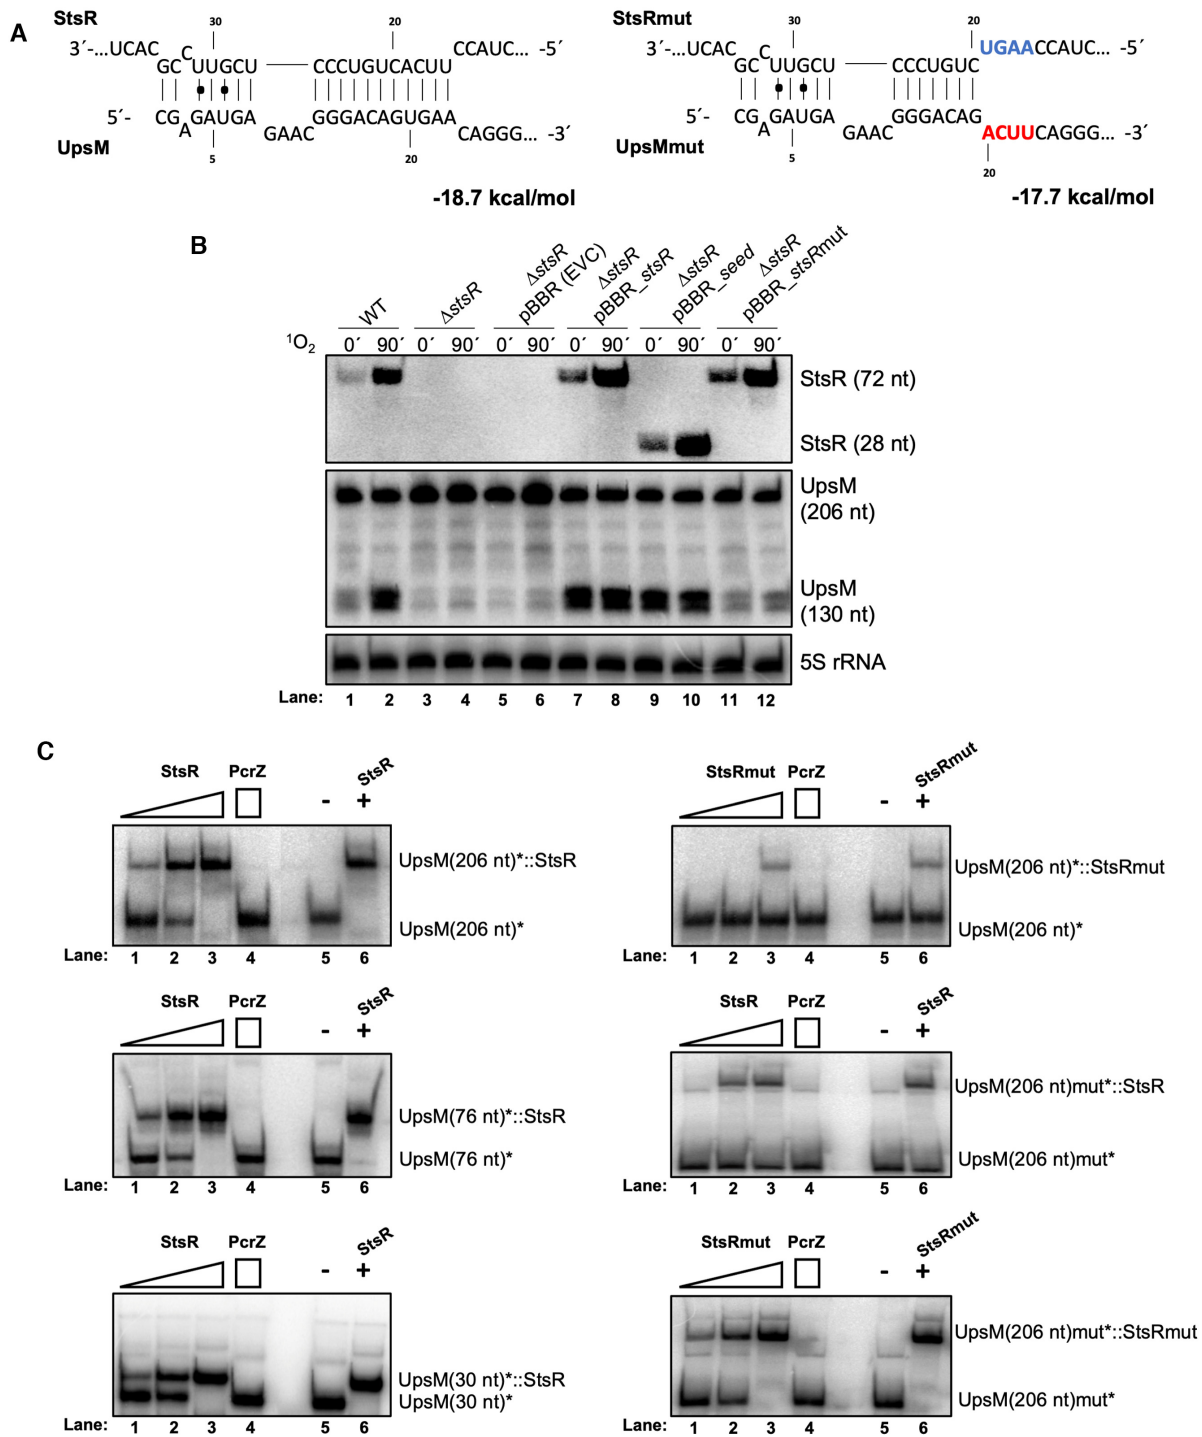 A
StsR
30
20
3´-...UCAC
C
CCAUC... -5´
GC
UUGCU
CCCUGUCACUU
5´-
CG
A
GAUGA
GAAC
GGGACAGUGAA
CAGGG... -3´
UpsM
5
20
-18.7 kcal/mol
StsRmut
30
20
3´-...UCAC
C
UGAACCAUC... -5´
GC
UUGCU
CCCUGUC
5´-
CG
A
GAUGA
GAAC
GGGACAG
ACUUCAGGG... -3´
UpsMmut
5
20
-17.7 kcal/mol
B
WT
ΔstsR
ΔstsR
pBBR (EVC)
ΔstsR
pBBR_stsR
ΔstsR
pBBR_seed
ΔstsR
pBBR_stsRmut
¹O₂
0´ 90´ 0´ 90´ 0´ 90´ 0´ 90´ 0´ 90´ 0´ 90´
StsR (72 nt)
StsR (28 nt)
UpsM
(206 nt)
UpsM
(130 nt)
5S rRNA
Lane: 1 2 3 4 5 6 7 8 9 10 11 12
C
StsR PcrZ - + StsR
UpsM(206 nt)*::StsR
UpsM(206 nt)*
Lane: 1 2 3 4 5 6
StsRmut PcrZ - + StsRmut
UpsM(206 nt)*::StsRmut
UpsM(206 nt)*
Lane: 1 2 3 4 5 6
StsR PcrZ - + StsR
UpsM(76 nt)*::StsR
UpsM(76 nt)*
Lane: 1 2 3 4 5 6
StsR PcrZ - + StsR
UpsM(206 nt)mut*::StsR
UpsM(206 nt)mut*
Lane: 1 2 3 4 5 6
StsR PcrZ - + StsR
UpsM(30 nt)*::StsR
UpsM(30 nt)*
Lane: 1 2 3 4 5 6
StsRmut PcrZ - + StsRmut
UpsM(206 nt)mut*::StsRmut
UpsM(206 nt)mut*
Lane: 1 2 3 4 5 6